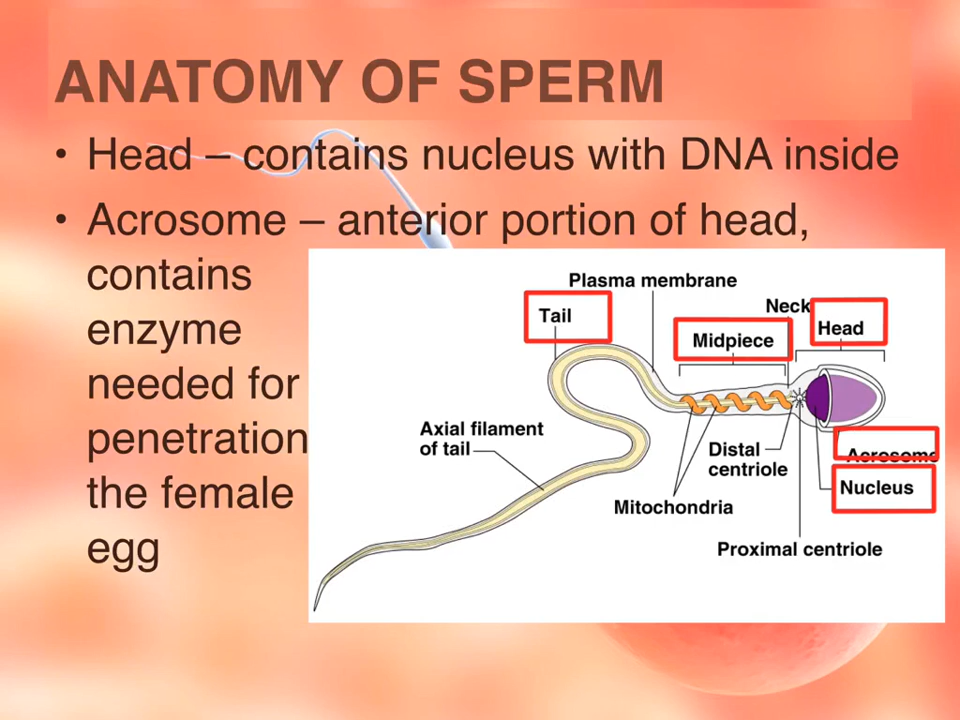 ANATOMY OF SPERM
• Head – contains nucleus with DNA inside
• Acrosome – anterior portion of head,
contains
enzyme
needed for
penetration
the female
egg
Plasma membrane
Neck
Tail
Head
Midpiece
Axial filament
of tail
Distal
centriole
Acrosome
Nucleus
Mitochondria
Proximal centriole